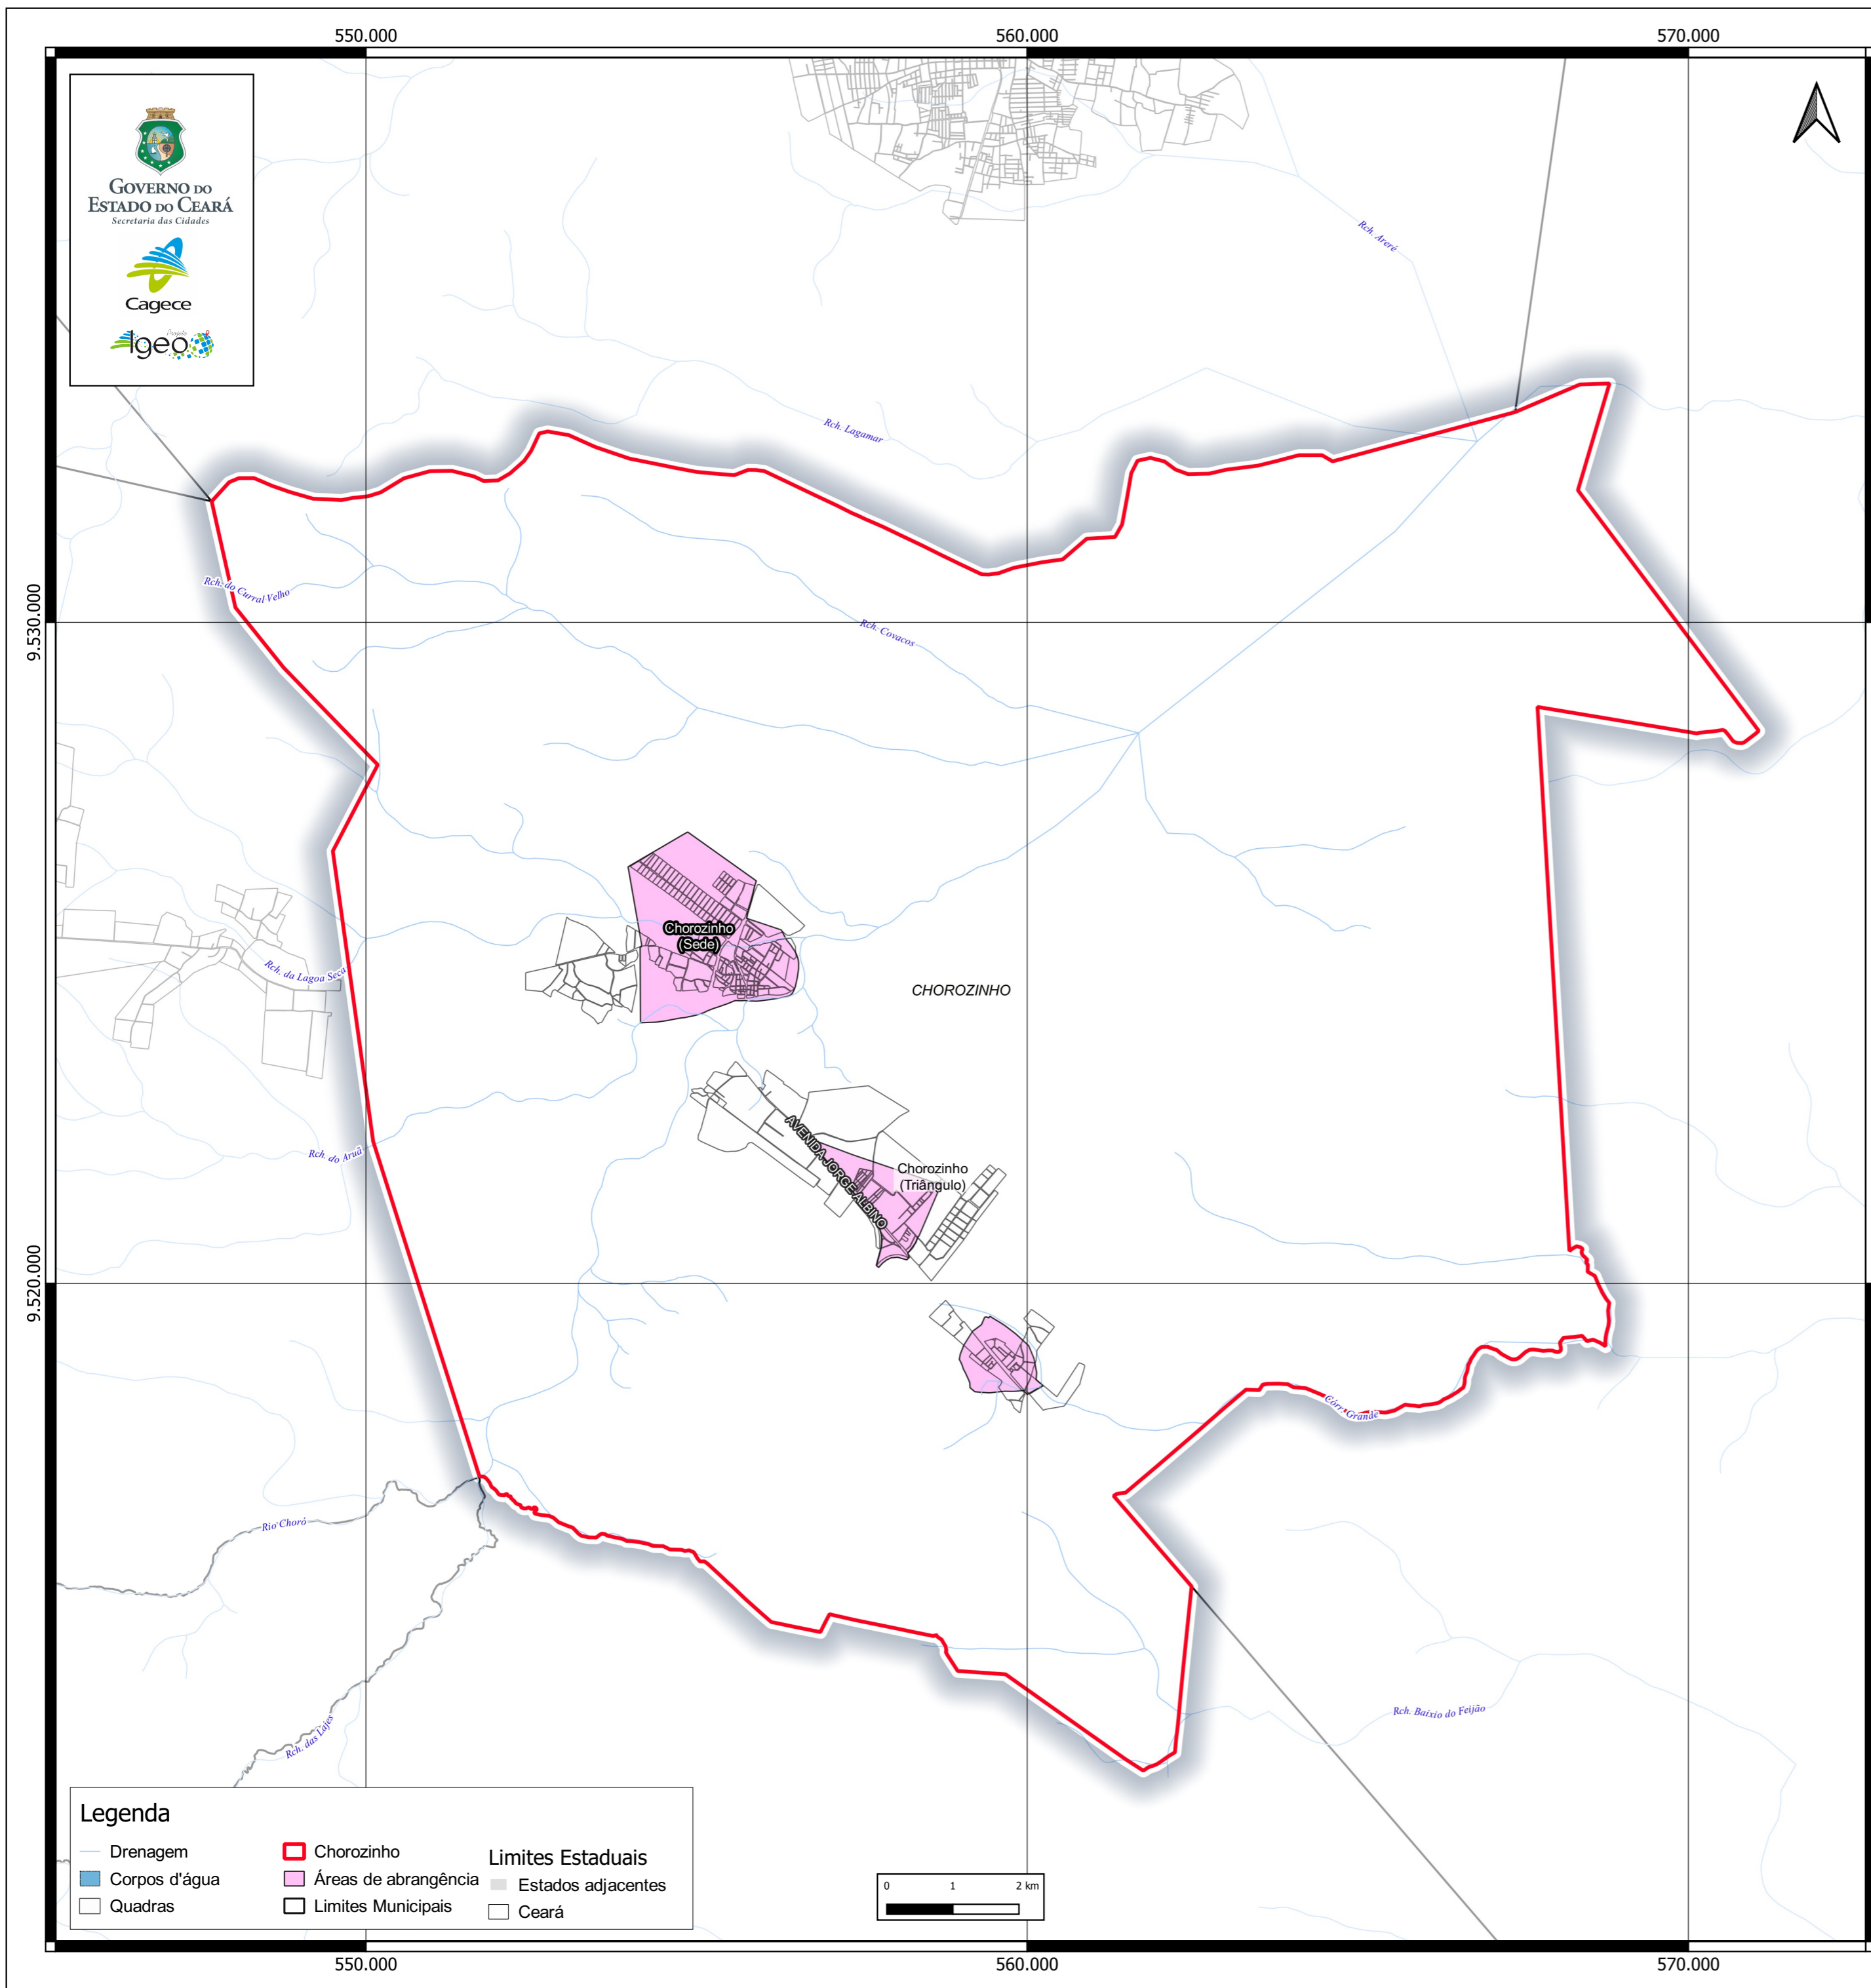 550.000
560.000
570.000
GOVERNO DO
ESTADO DO CEARÁ
Secretaria das Cidades
Cagece
Projeto
Igeo
Rch. Areré
Rch. Lagamar
9.530.000
Rch. do Curral Velho
Rch. Covacos
Chorozinho
(Sede)
Rch. da Lagoa Seca
CHOROZINHO
AVENIDA JORGE ALBINO
Rch. do Aruã
Chorozinho
(Triângulo)
9.520.000
Córr. Grande
Rio Choró
Rch. das Lajes
Rch. Baixio do Feijão
Legenda
Drenagem
Corpos d'água
Quadras
Chorozinho
Áreas de abrangência
Limites Municipais
Limites Estaduais
Estados adjacentes
Ceará
0 1 2 km
550.000
560.000
570.000